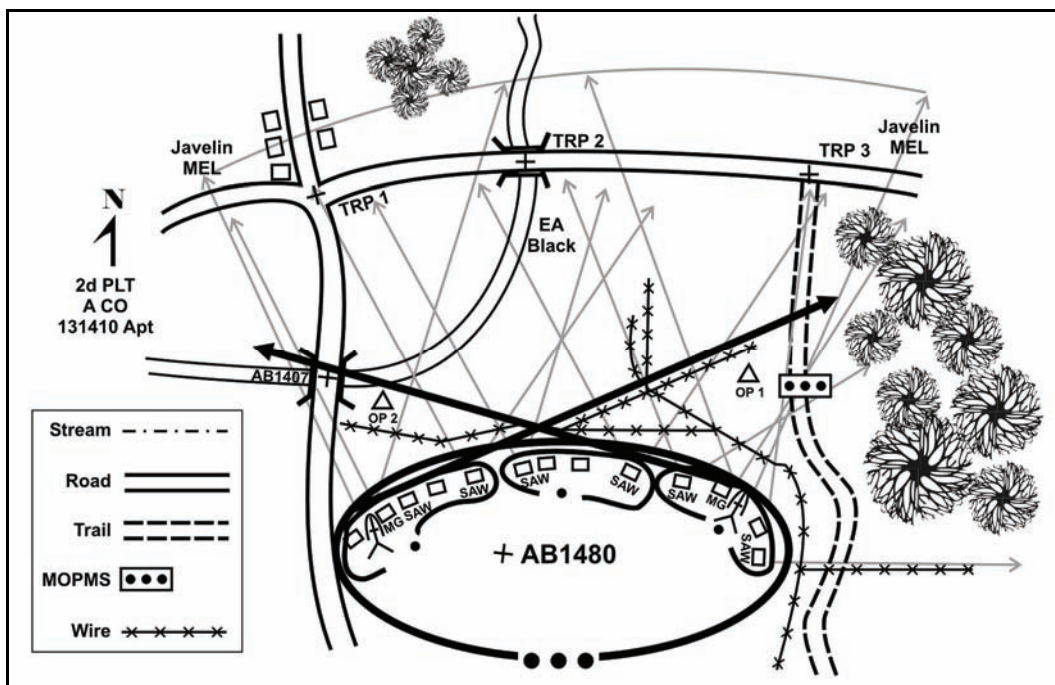 Javelin
MEL
TRP 2
Javelin
MEL
TRP 3
TRP 1
N
EA
Black
2d PLT
A CO
131410 Apt
AB1407
OP 2
OP 1
Stream
Road
Trail
MOPMS
Wire
MG
SAW
SAW
SAW
SAW
SAW
MG
SAW
AB1480